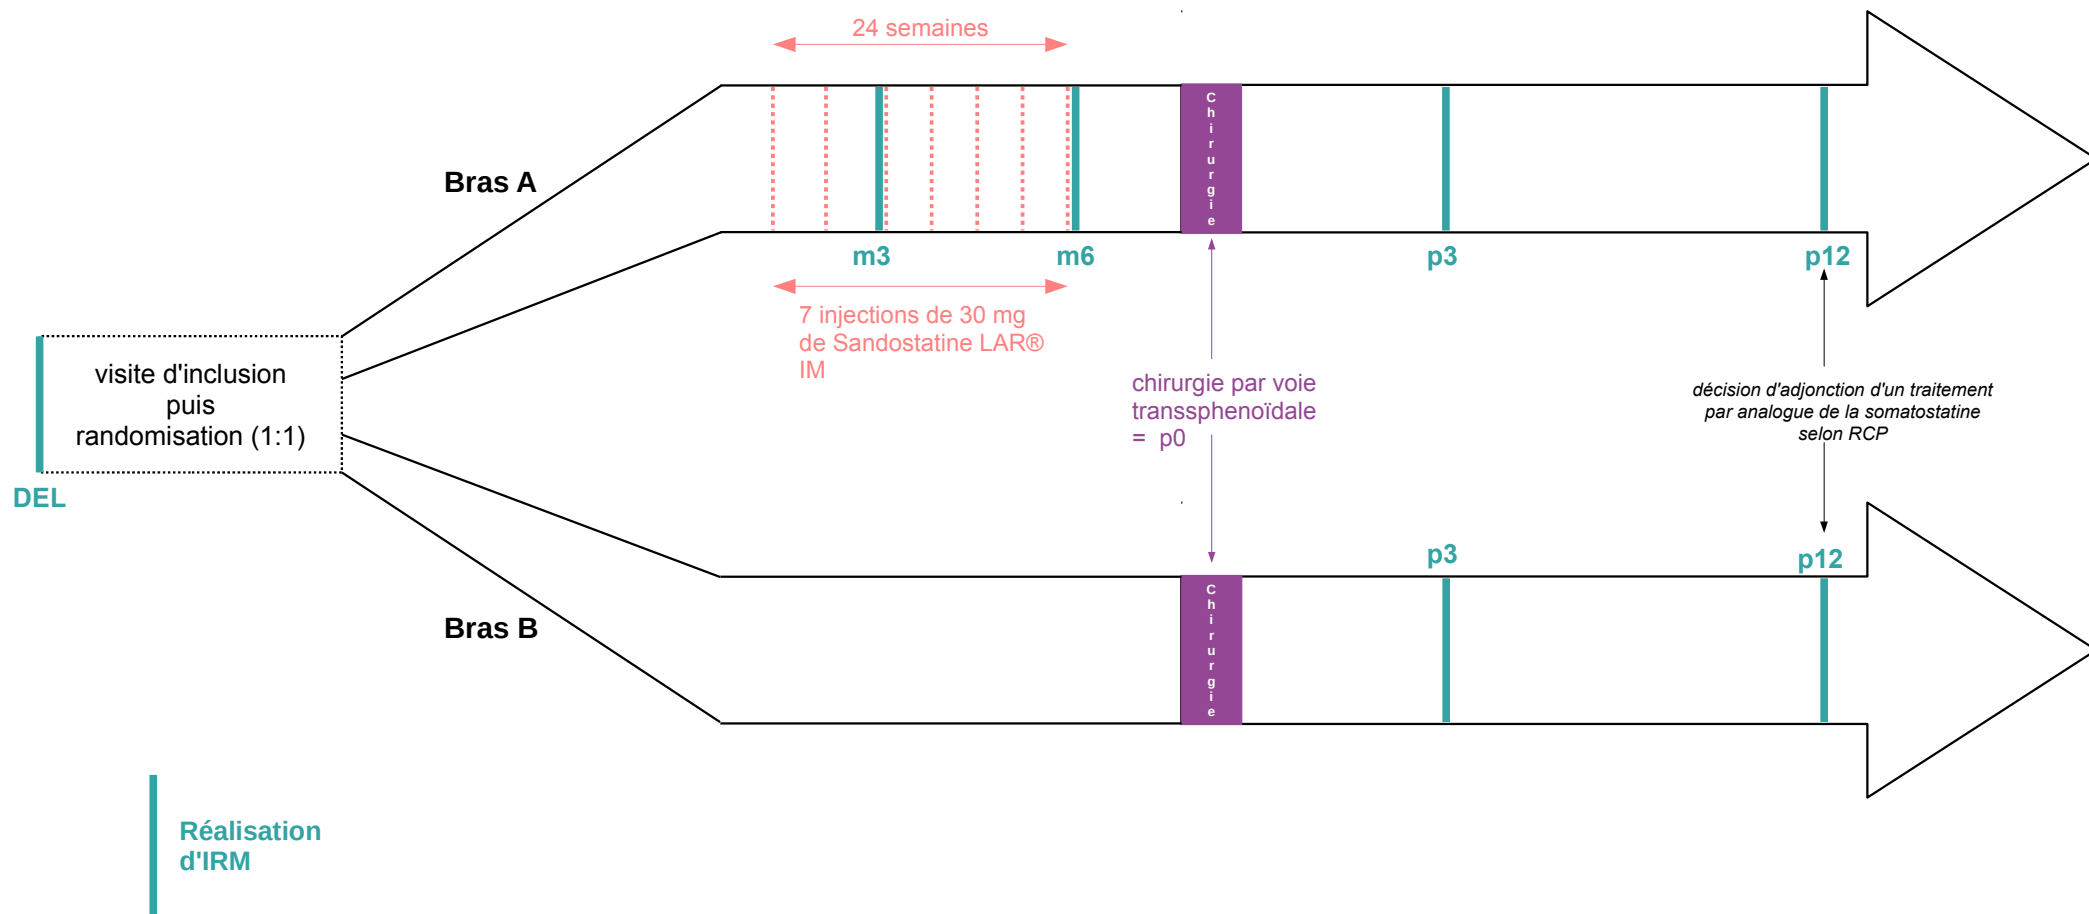 24 semaines
Bras A
Chirurgie
m3
m6
p3
p12
7 injections de 30 mg
de Sandostatine LAR®
IM
visite d'inclusion
puis
randomisation (1:1)
DEL
chirurgie par voie
transsphenoïdale
= p0
décision d'adjonction d'un traitement
par analogue de la somatostatine
selon RCP
p3
p12
Bras B
Chirurgie
Réalisation
d'IRM